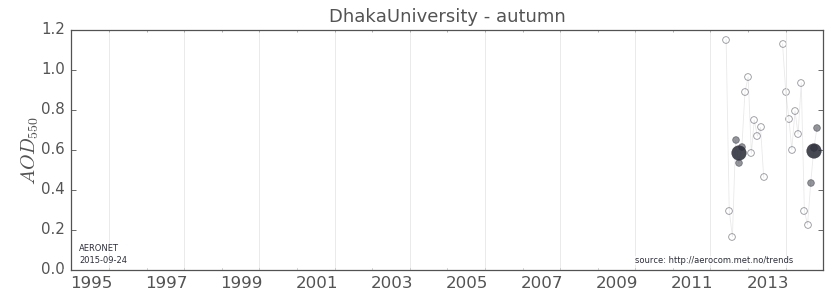 DhakaUniversity - autumn
1.2
1.0
0.8
0.6
0.4
0.2
0.0
AOD550
AERONET
2015-09-24
source: http://aerocom.met.no/trends
1995 1997 1999 2001 2003 2005 2007 2009 2011 2013